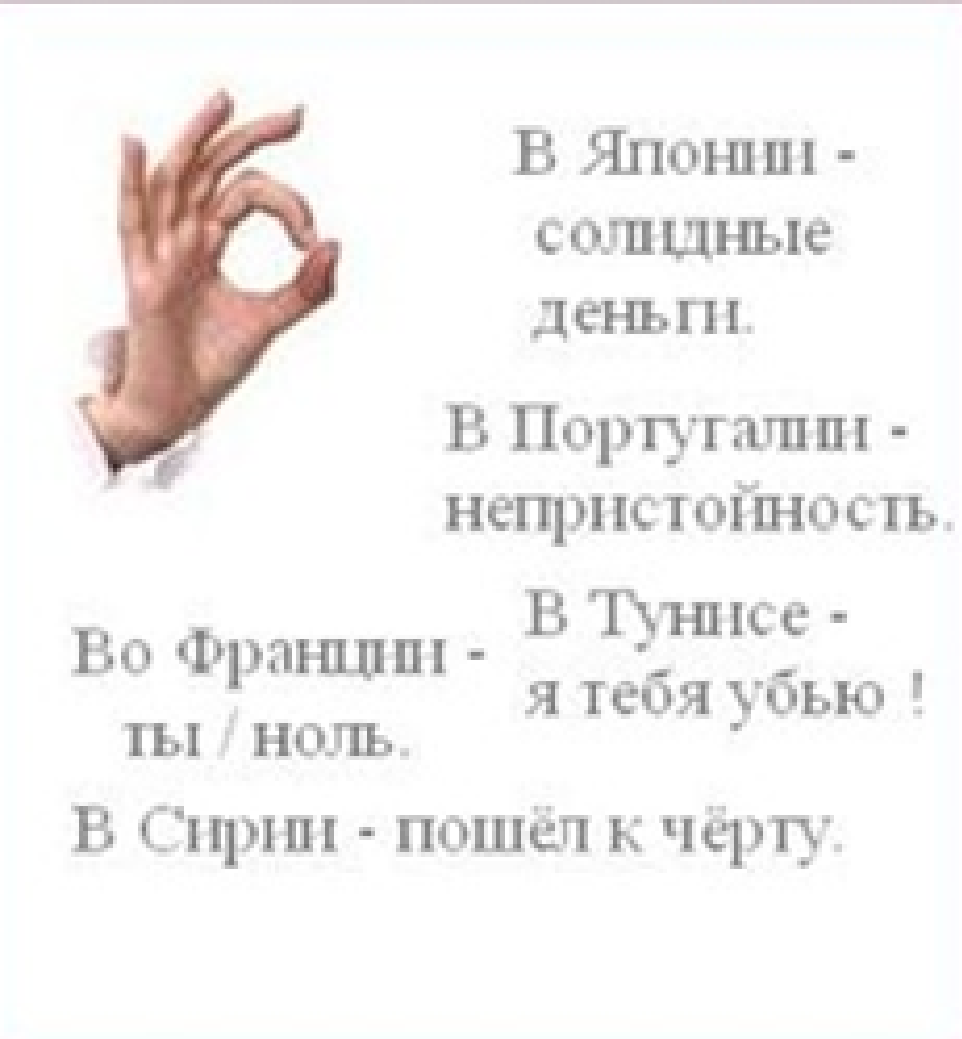 В Японии -
солидные
деньги.
В Португалии -
непристойность.
В Тунисе -
я тебя убью !
Во Франции -
ты / ноль.
В Сирии - пошёл к чёрту.